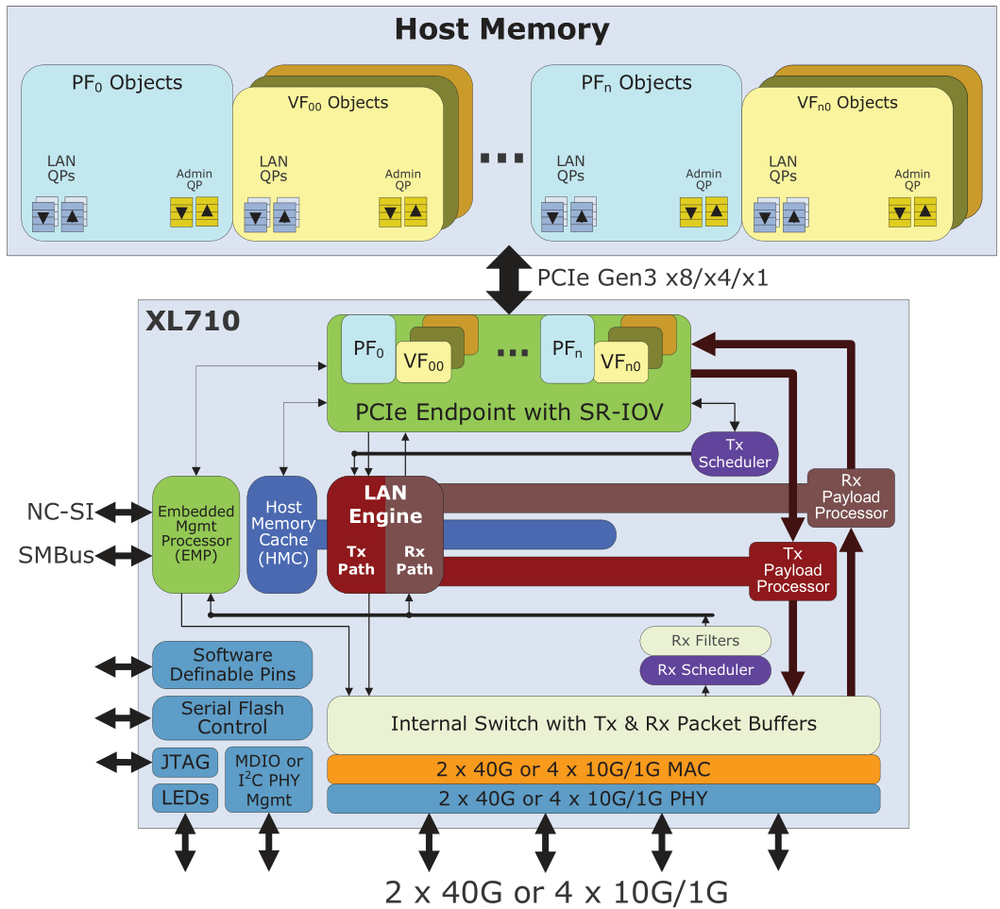 Host Memory
PF0 Objects
VF00 Objects
PFn Objects
VFn0 Objects
LAN
QPs
Admin
QP
LAN
QPs
Admin
QP
...
LAN
QPs
Admin
QP
LAN
QPs
Admin
QP
PCIe Gen3 x8/x4/x1
XL710
PF0
VF00
...
PFn
VFn0
PCIe Endpoint with SR-IOV
Tx
Scheduler
Rx
Payload
Processor
NC-SI
SMBus
Embedded
Mgmt
Processor
(EMP)
Host
Memory
Cache
(HMC)
LAN
Engine
Tx
Path
Rx
Path
Tx
Payload
Processor
Rx Filters
Rx Scheduler
Software
Definable Pins
Serial Flash
Control
JTAG
LEDs
MDIO or
I2C PHY
Mgmt
Internal Switch with Tx & Rx Packet Buffers
2 x 40G or 4 x 10G/1G MAC
2 x 40G or 4 x 10G/1G PHY
2 x 40G or 4 x 10G/1G